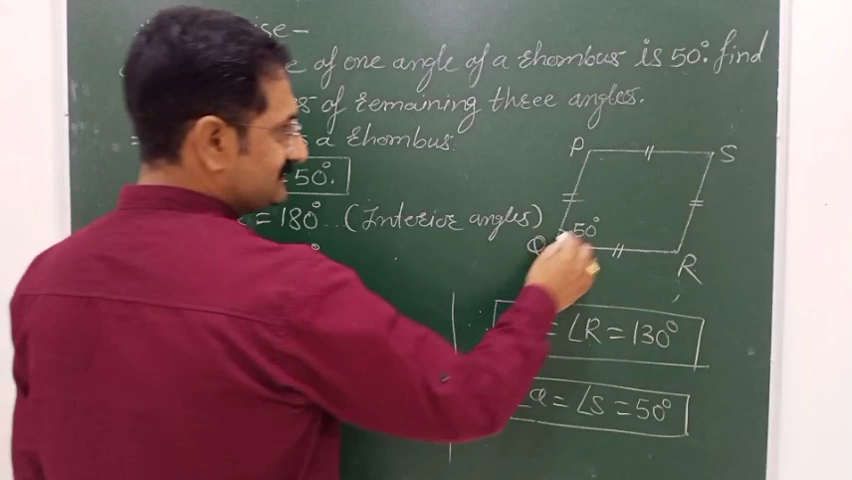 e of one angle of a rhombus is 50°. find
of remaining three angles.
= a rhombus.
P S
= 50°.
= 180° (Interior angles)
50°
Q
R
= ∠R = 130°
∠Q = ∠S = 50°